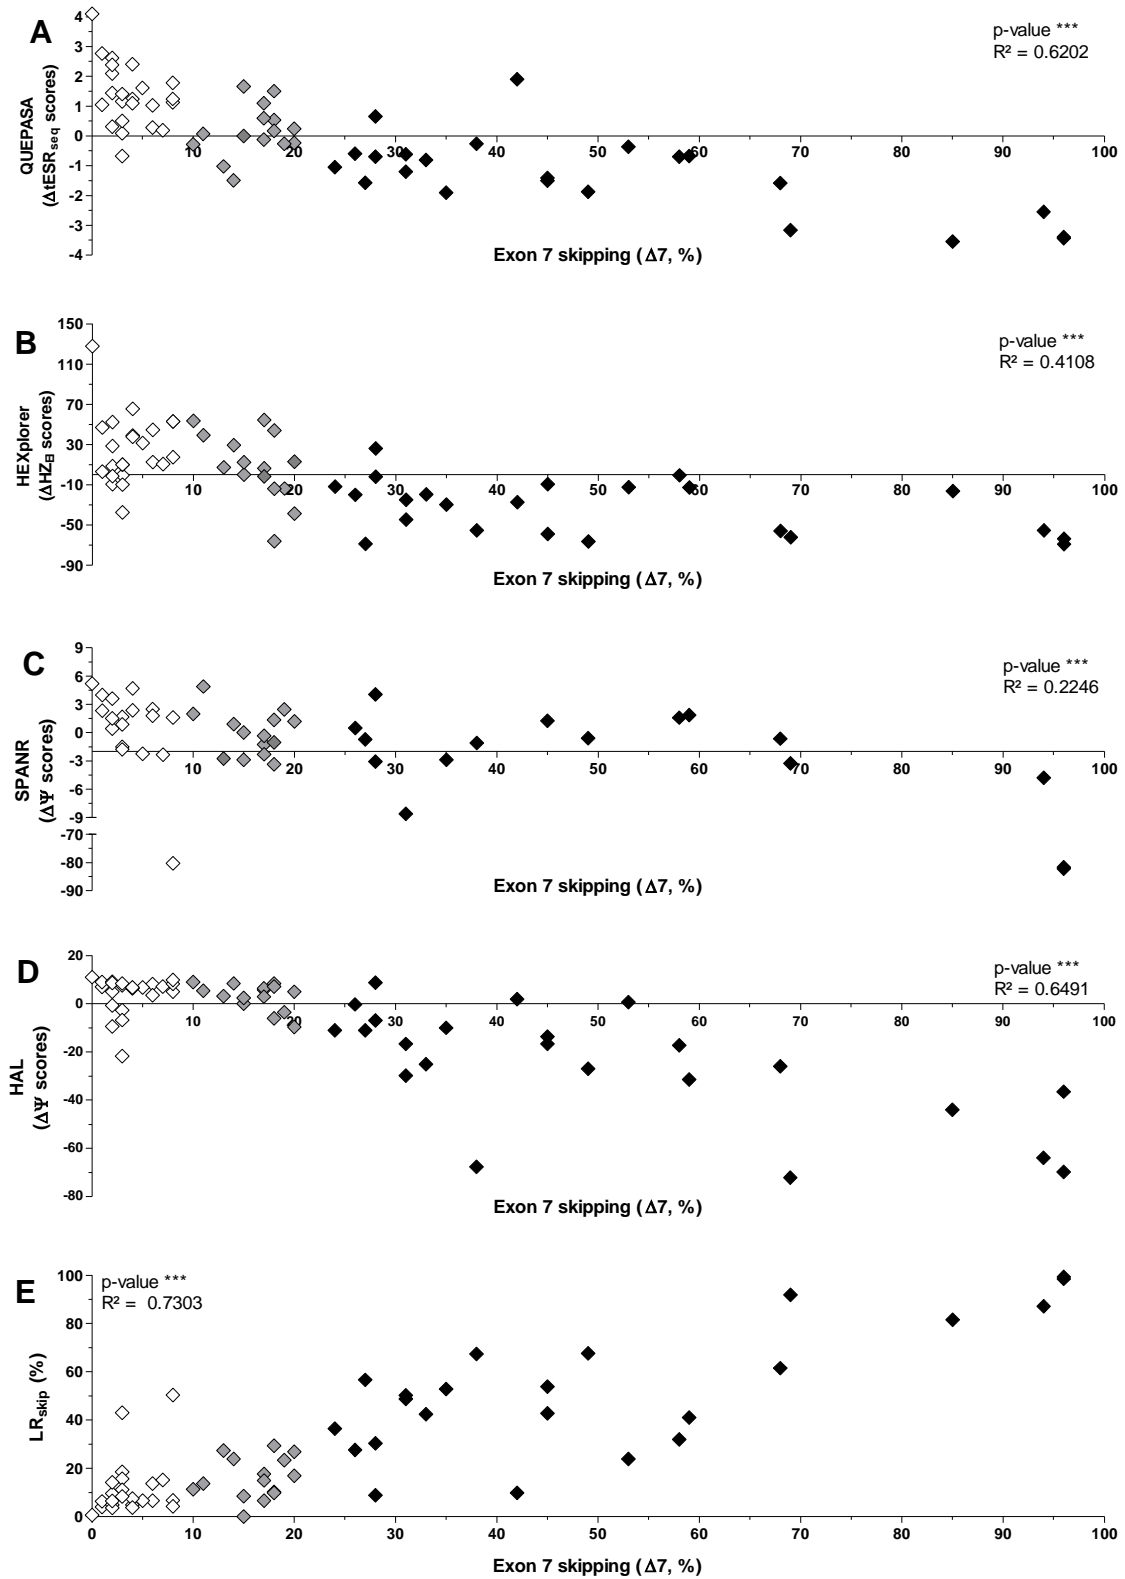 A
QUEPASA
(ΔtESRseq scores)
4
3
2
1
0
-1
-2
-3
-4
10 20 30 40 50 60 70 80 90 100
p-value ***
R² = 0.6202
Exon 7 skipping (Δ7, %)
B
HEXplorer
(ΔHZEI scores)
150
110
70
30
-10
-50
-90
10 20 30 40 50 60 70 80 90 100
p-value ***
R² = 0.4108
Exon 7 skipping (Δ7, %)
C
SPANR
(ΔΨ scores)
9
6
3
0
-3
-6
-9
-70
-80
-90
10 20 30 40 50 60 70 80 90 100
p-value ***
R² = 0.2246
Exon 7 skipping (Δ7, %)
D
HAL
(ΔΨ scores)
20
0
-20
-40
-60
-80
10 20 30 40 50 60 70 80 90 100
p-value ***
R² = 0.6491
Exon 7 skipping (Δ7, %)
E
LRskip (%)
100
80
60
40
20
0
p-value ***
R² = 0.7303
0 10 20 30 40 50 60 70 80 90 100
Exon 7 skipping (Δ7, %)